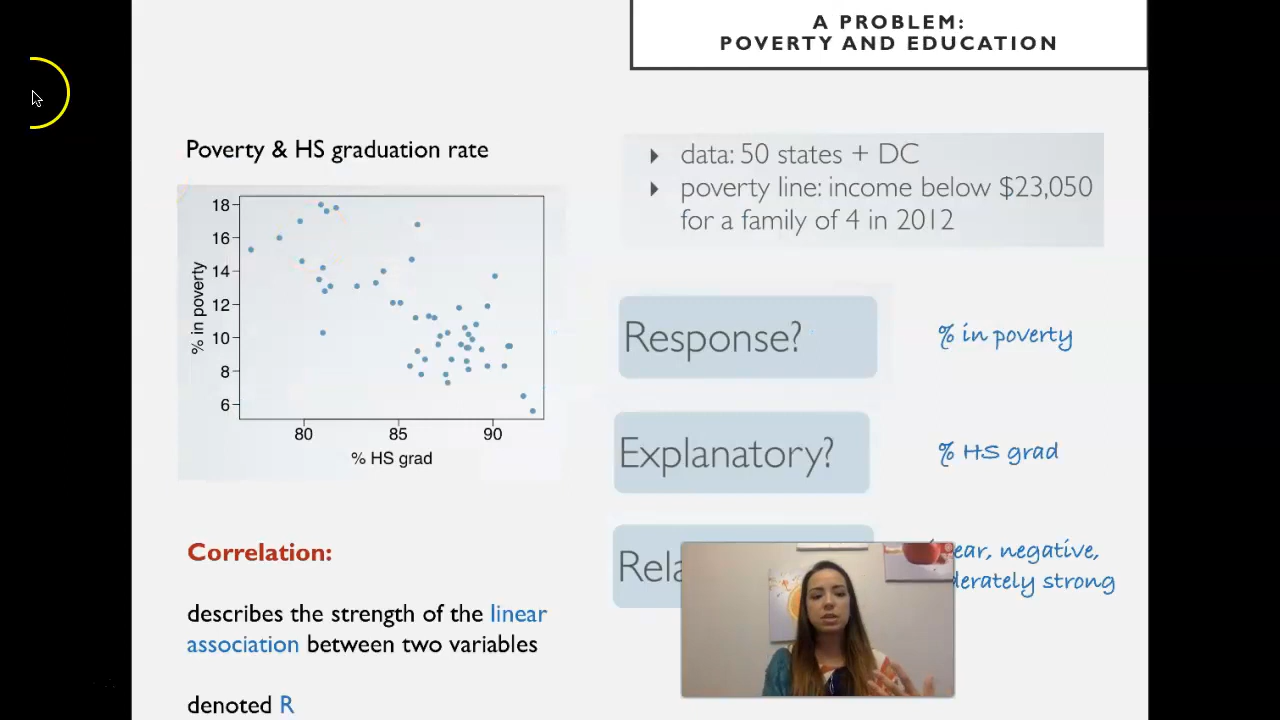 A PROBLEM:
POVERTY AND EDUCATION
Poverty & HS graduation rate
18
16
14
12
10
8
6
% in poverty
80 85 90
% HS grad
data: 50 states + DC
poverty line: income below $23,050
for a family of 4 in 2012
Response?
% in poverty
Explanatory?
% HS grad
negative,
strong
Correlation:
describes the strength of the linear
association between two variables
denoted R